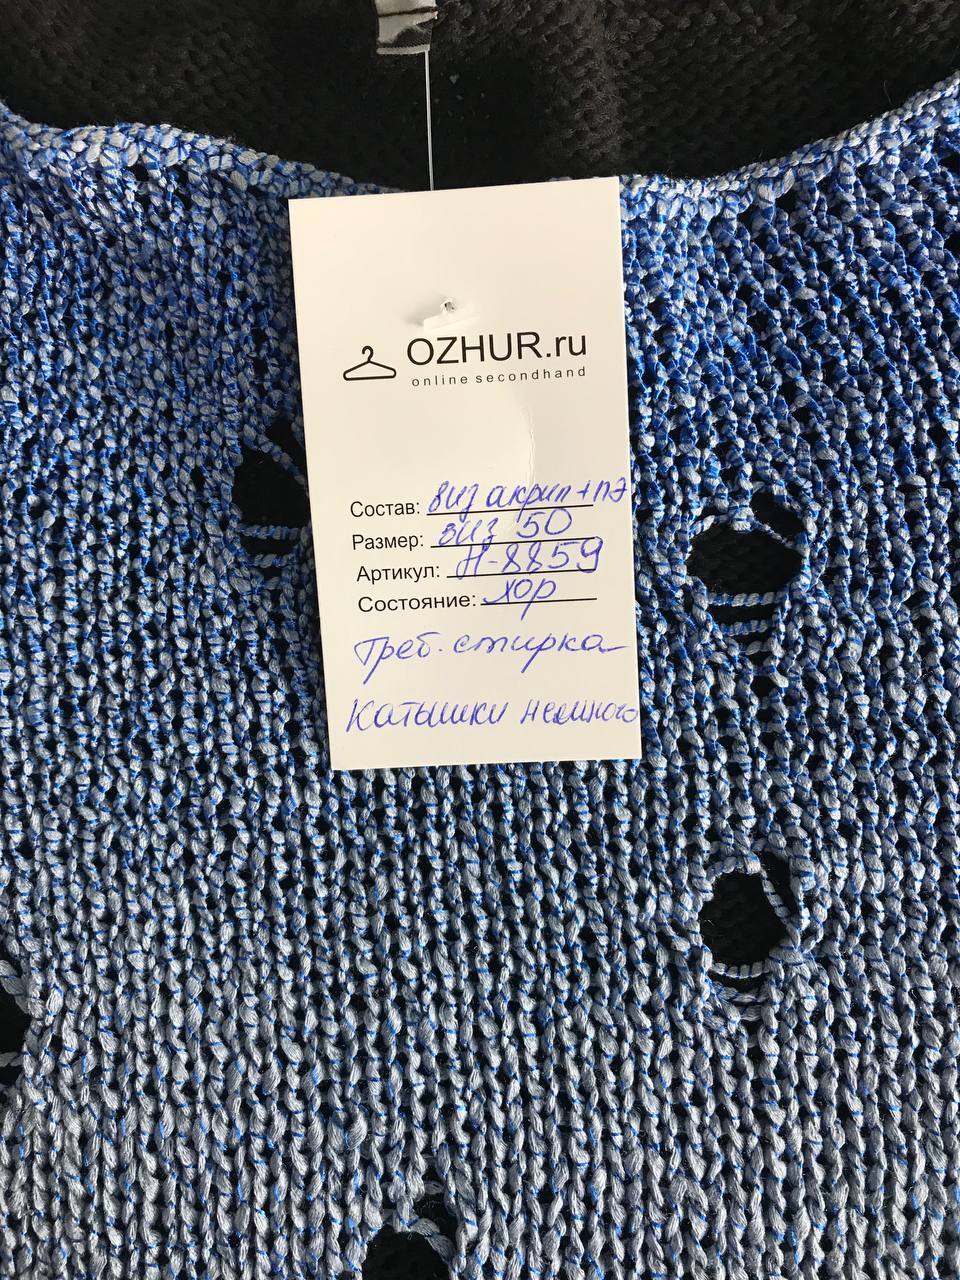 OZHUR.ru
online secondhand
Состав: виз акрил+пэ
Размер: виз 50
Артикул: Н-8859
Состояние: хор
Треб. стирка
Катышки немного